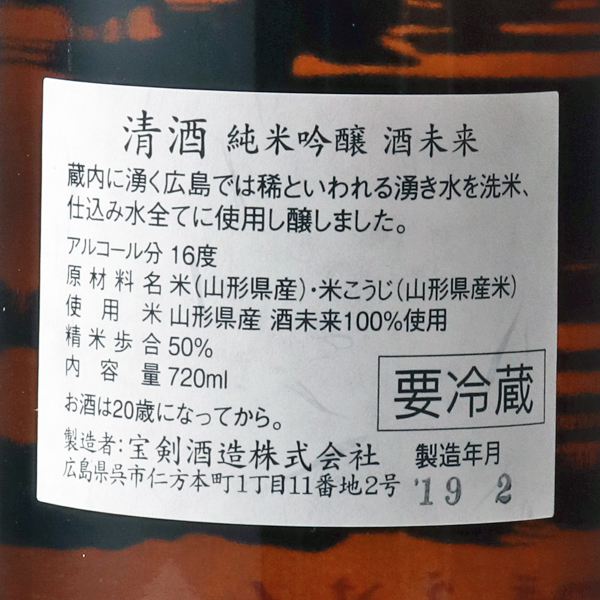 清酒 純米吟醸 酒未来
蔵内に湧く広島では稀といわれる湧き水を洗米、
仕込み水全てに使用し醸しました。
アルコール分 16度
原材料名 米(山形県産)・米こうじ(山形県産米)
使用米 山形県産 酒未来100%使用
精米歩合 50%
内容量 720ml
要冷蔵
お酒は20歳になってから。
製造者:宝剣酒造株式会社 製造年月
広島県呉市仁方本町1丁目11番地2号 '19 2